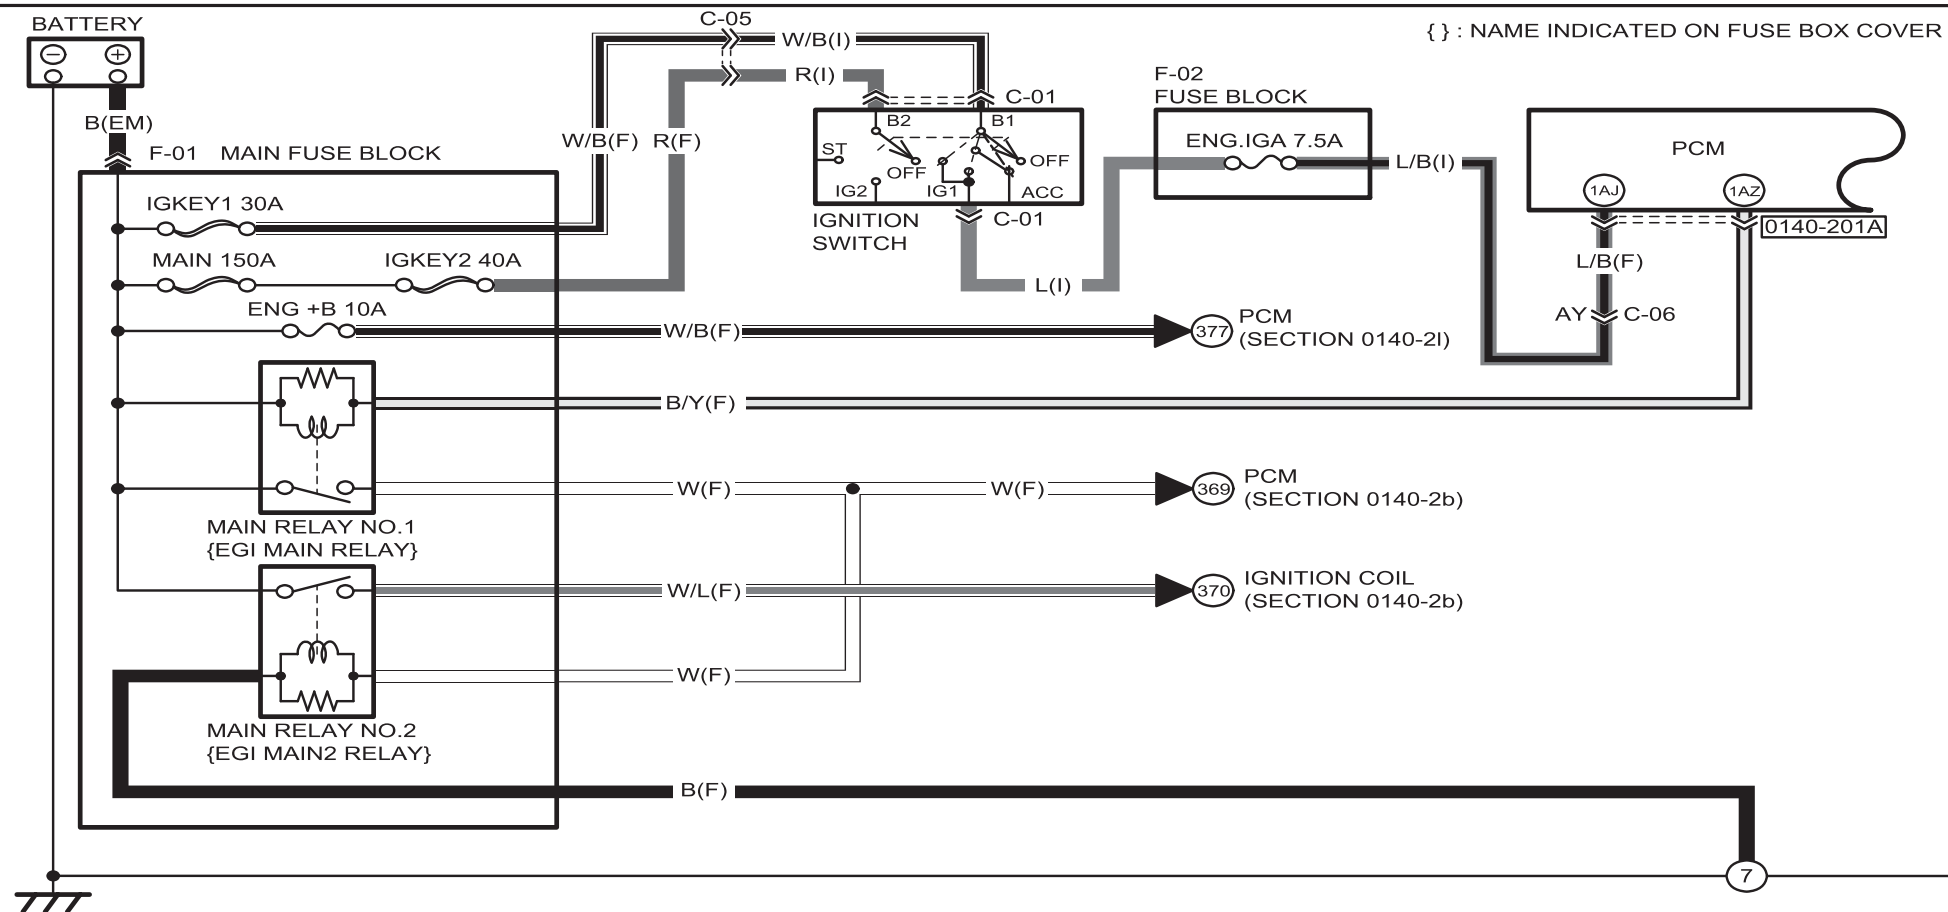 BATTERY
C-05
{ } : NAME INDICATED ON FUSE BOX COVER
W/B(I)
R(I)
F-02
FUSE BLOCK
C-01
B(EM)
B2
B1
ENG.IGA 7.5A
PCM
F-01 MAIN FUSE BLOCK
W/B(F) R(F)
ST
OFF
OFF
L/B(I)
IG2
IG1
ACC
1AJ
1AZ
IGKEY1 30A
IGNITION
SWITCH
C-01
0140-201A
MAIN 150A
IGKEY2 40A
L/B(F)
L(I)
ENG +B 10A
AY
C-06
W/B(F)
377
PCM
(SECTION 0140-2I)
B/Y(F)
W(F)
W(F)
369
PCM
(SECTION 0140-2b)
MAIN RELAY NO.1
{EGI MAIN RELAY}
W/L(F)
370
IGNITION COIL
(SECTION 0140-2b)
W(F)
MAIN RELAY NO.2
{EGI MAIN2 RELAY}
B(F)
7